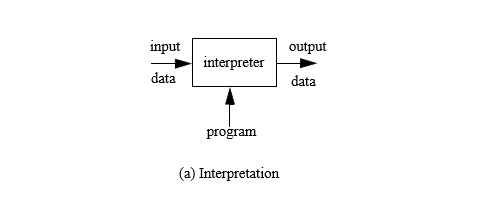 input
output
interpreter
data
data
program
(a) Interpretation